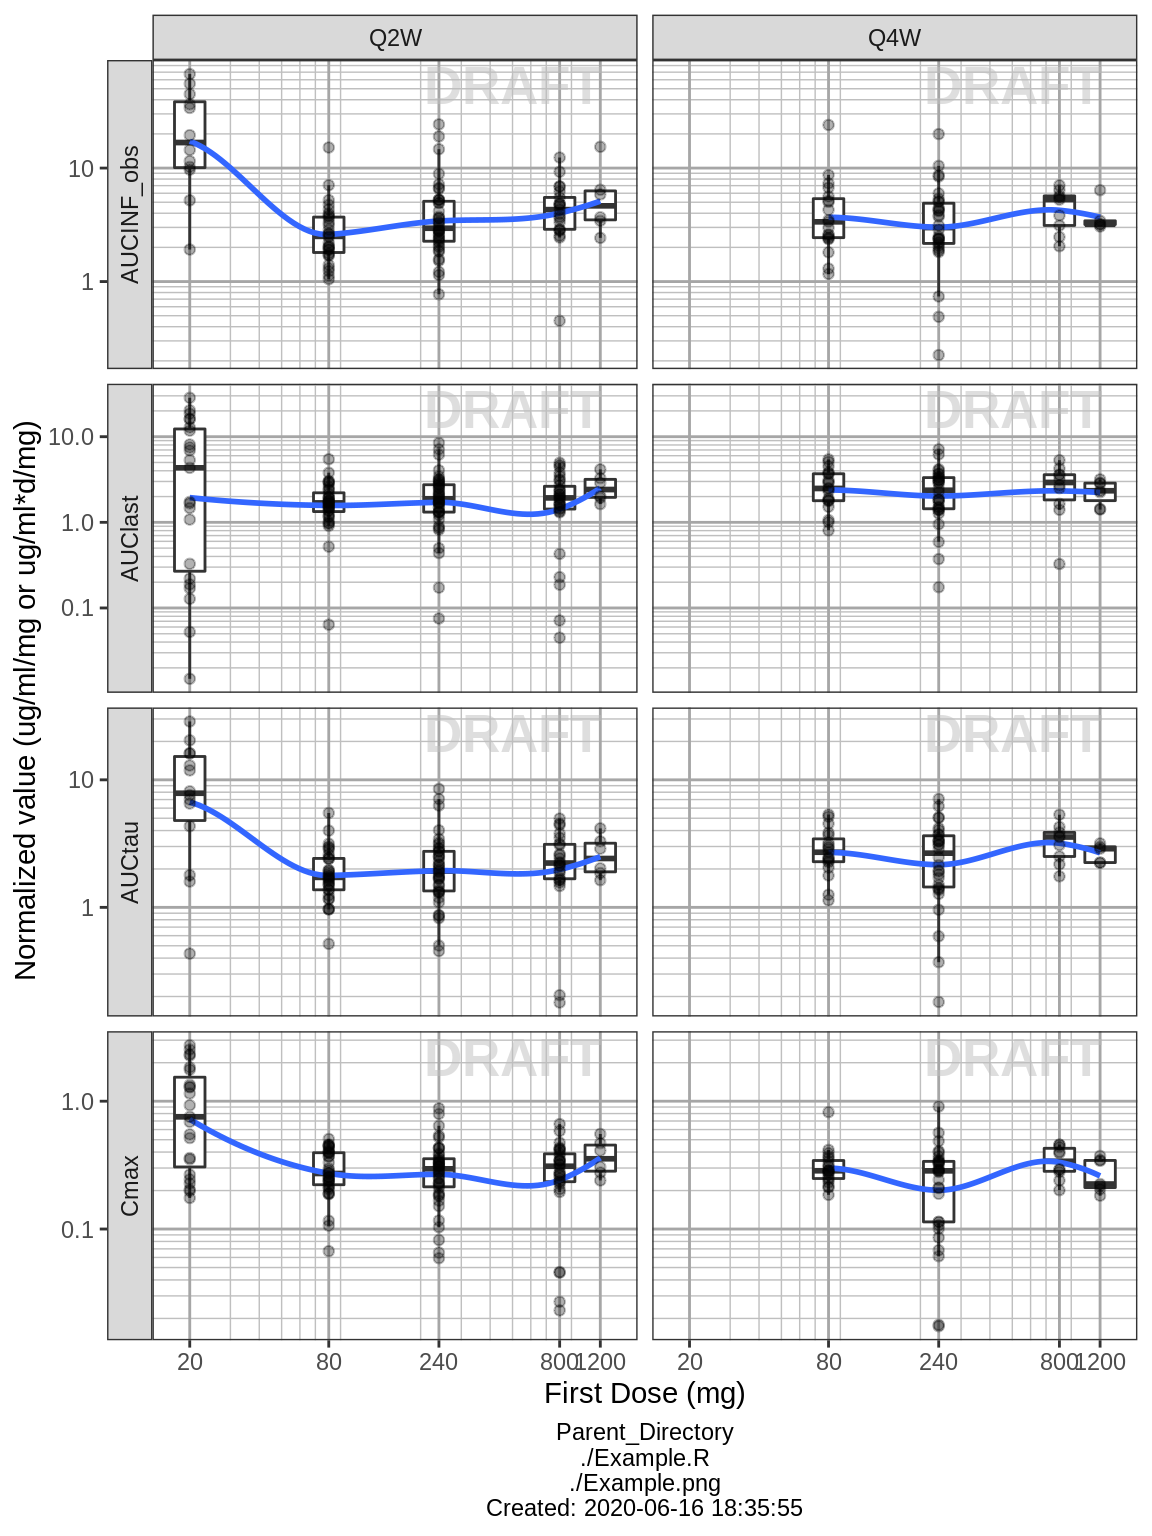 Q2W
Q4W
AUCINF_obs
10
1
DRAFT
DRAFT
AUClast
10.0
1.0
0.1
DRAFT
DRAFT
AUCtau
10
1
DRAFT
DRAFT
Cmax
1.0
0.1
DRAFT
DRAFT
Normalized value (ug/ml/mg or ug/ml*d/mg)
20 80 240 800 1200 20 80 240 800 1200
First Dose (mg)
Parent_Directory
./Example.R
./Example.png
Created: 2020-06-16 18:35:55